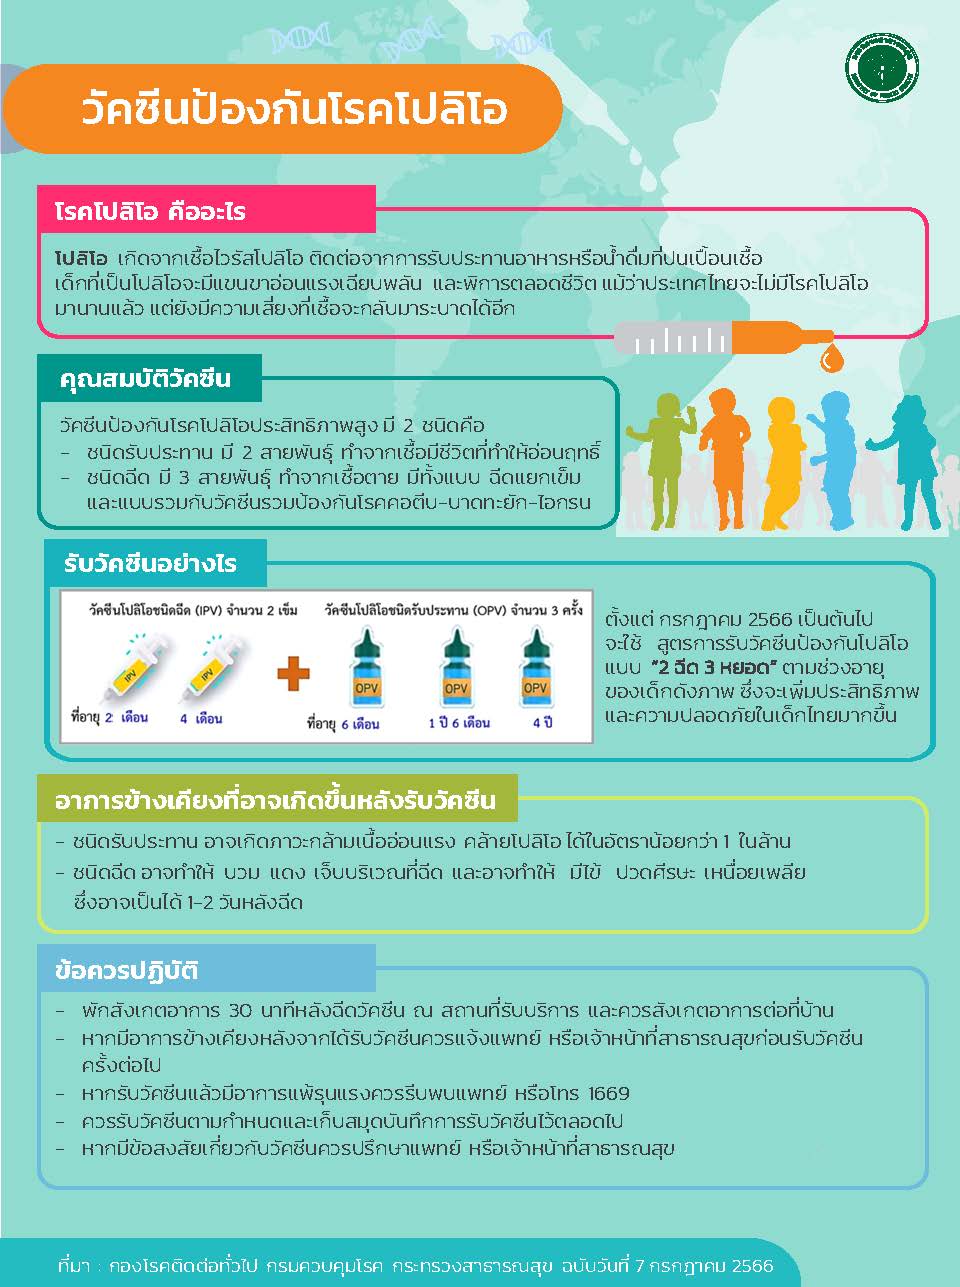 วัคซีนป้องกันโรคโปลิโอ
โรคโปลิโอ คืออะไร
โปลิโอ เกิดจากเชื้อไวรัสโปลิโอ ติดต่อจากการรับประทานอาหารหรือน้ำดื่มที่ปนเปื้อนเชื้อ
เด็กที่เป็นโปลิโอจะมีแขนขาอ่อนแรงเฉียบพลัน และพิการตลอดชีวิต แม้ว่าประเทศไทยจะไม่มีโรคโปลิโอ
มานานแล้ว แต่ยังมีความเสี่ยงที่เชื้อจะกลับมาระบาดได้อีก
คุณสมบัติวัคซีน
วัคซีนป้องกันโรคโปลิโอประสิทธิภาพสูง มี 2 ชนิดคือ
- ชนิดรับประทาน มี 2 สายพันธุ์ ทำจากเชื้อมีชีวิตที่ทำให้อ่อนฤทธิ์
- ชนิดฉีด มี 3 สายพันธุ์ ทำจากเชื้อตาย มีทั้งแบบ ฉีดแยกเข็ม
และแบบรวมกับวัคซีนรวมป้องกันโรคคอตีบ-บาดทะยัก-ไอกรน
รับวัคซีนอย่างไร
วัคซีนโปลิโอชนิดฉีด (IPV) จำนวน 2 เข็ม
IPV IPV
ที่อายุ 2 เดือน 4 เดือน
วัคซีนโปลิโอชนิดรับประทาน (OPV) จำนวน 3 ครั้ง
OPV OPV OPV
ที่อายุ 6 เดือน 1 ปี 6 เดือน 4 ปี
ตั้งแต่ กรกฎาคม 2566 เป็นต้นไป
จะใช้ สูตรการรับวัคซีนป้องกันโปลิโอ
แบบ "2 ฉีด 3 หยอด" ตามช่วงอายุ
ของเด็กดังภาพ ซึ่งจะเพิ่มประสิทธิภาพ
และความปลอดภัยในเด็กไทยมากขึ้น
อาการข้างเคียงที่อาจเกิดขึ้นหลังรับวัคซีน
- ชนิดรับประทาน อาจเกิดภาวะกล้ามเนื้ออ่อนแรง คล้ายโปลิโอ ได้ในอัตราน้อยกว่า 1 ในล้าน
- ชนิดฉีด อาจทำให้ บวม แดง เจ็บบริเวณที่ฉีด และอาจทำให้ มีไข้ ปวดศีรษะ เหนื่อยเพลีย
ซึ่งอาจเป็นได้ 1-2 วันหลังฉีด
ข้อควรปฏิบัติ
- พักสังเกตอาการ 30 นาทีหลังฉีดวัคซีน ณ สถานที่รับบริการ และควรสังเกตอาการต่อที่บ้าน
- หากมีอาการข้างเคียงหลังจากได้รับวัคซีนควรแจ้งแพทย์ หรือเจ้าหน้าที่สาธารณสุขก่อนรับวัคซีน
ครั้งต่อไป
- หากรับวัคซีนแล้วมีอาการแพ้รุนแรงควรรีบพบแพทย์ หรือโทร 1669
- ควรรับวัคซีนตามกำหนดและเก็บสมุดบันทึกการรับวัคซีนไว้ตลอดไป
- หากมีข้อสงสัยเกี่ยวกับวัคซีนควรปรึกษาแพทย์ หรือเจ้าหน้าที่สาธารณสุข
ที่มา : กองโรคติดต่อทั่วไป กรมควบคุมโรค กระทรวงสาธารณสุข ฉบับวันที่ 7 กรกฎาคม 2566